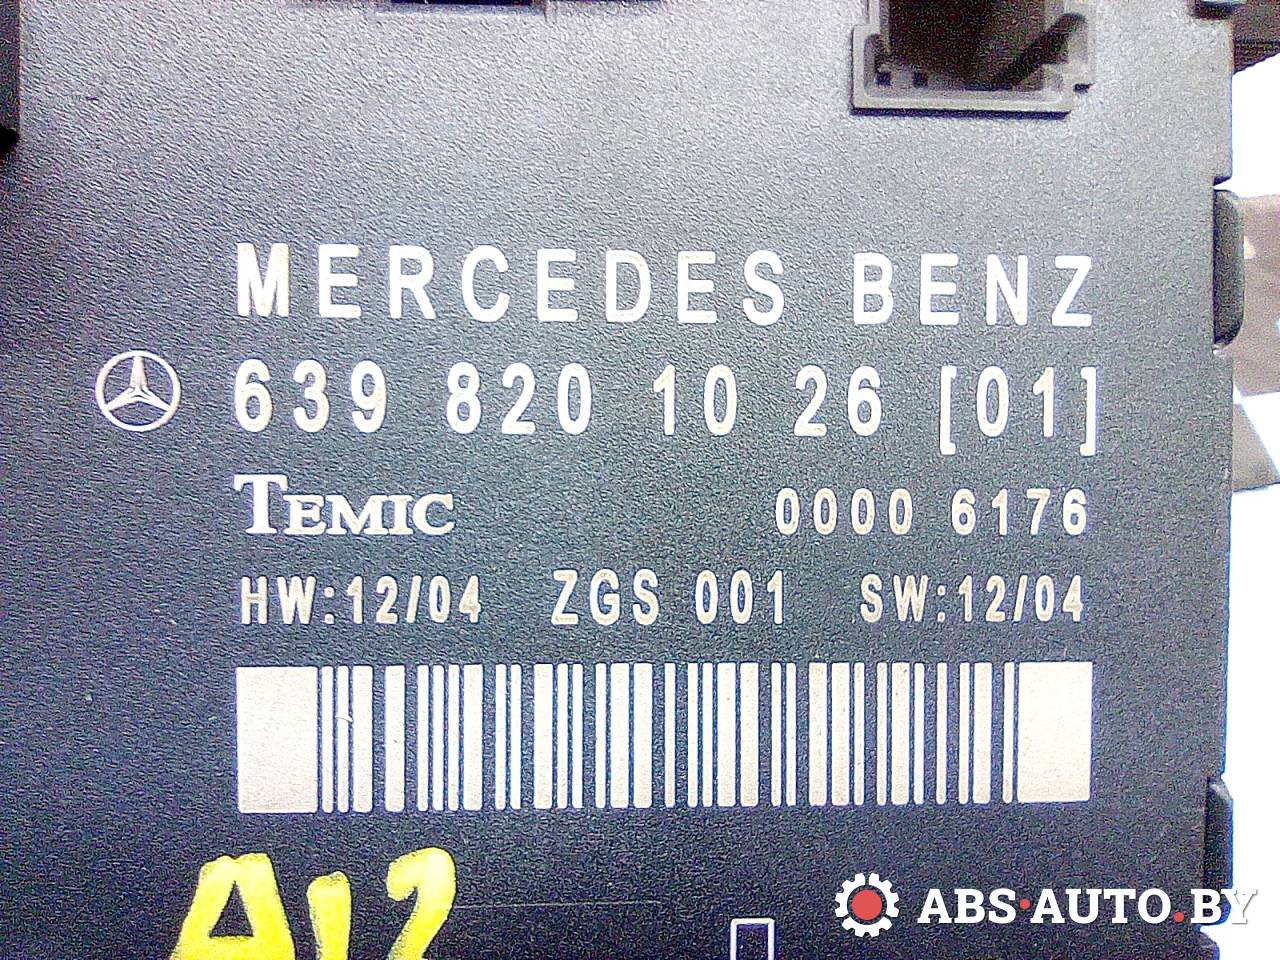 MERCEDES BENZ
639 820 10 26 [01]
TEMIC 0000 6176
HW:12/04 ZGS 001 SW:12/04
A12
ABS·AUTO.BY